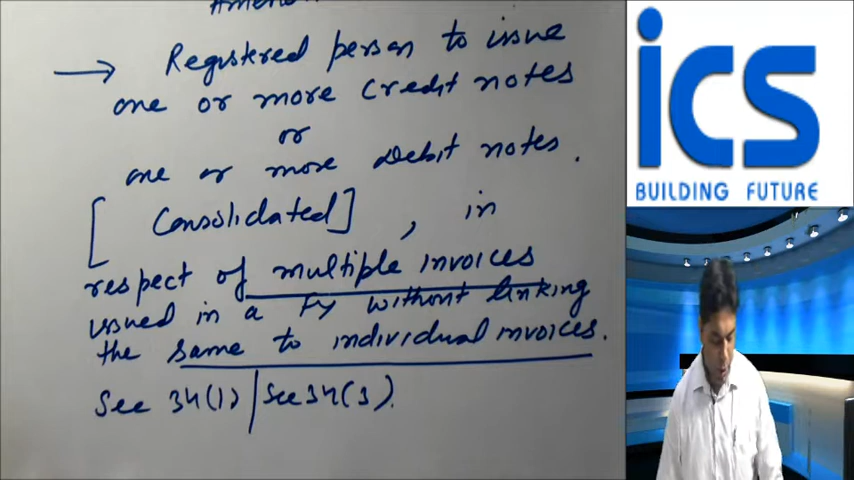 Amen
→ Registered person to issue
one or more credit notes
or
one or more Debit notes.
[Consolidated], in
respect of multiple invoices
issued in a FY without linking
the same to individual invoices.
Sec 34(1) | Sec 34(3).
ics
BUILDING FUTURE